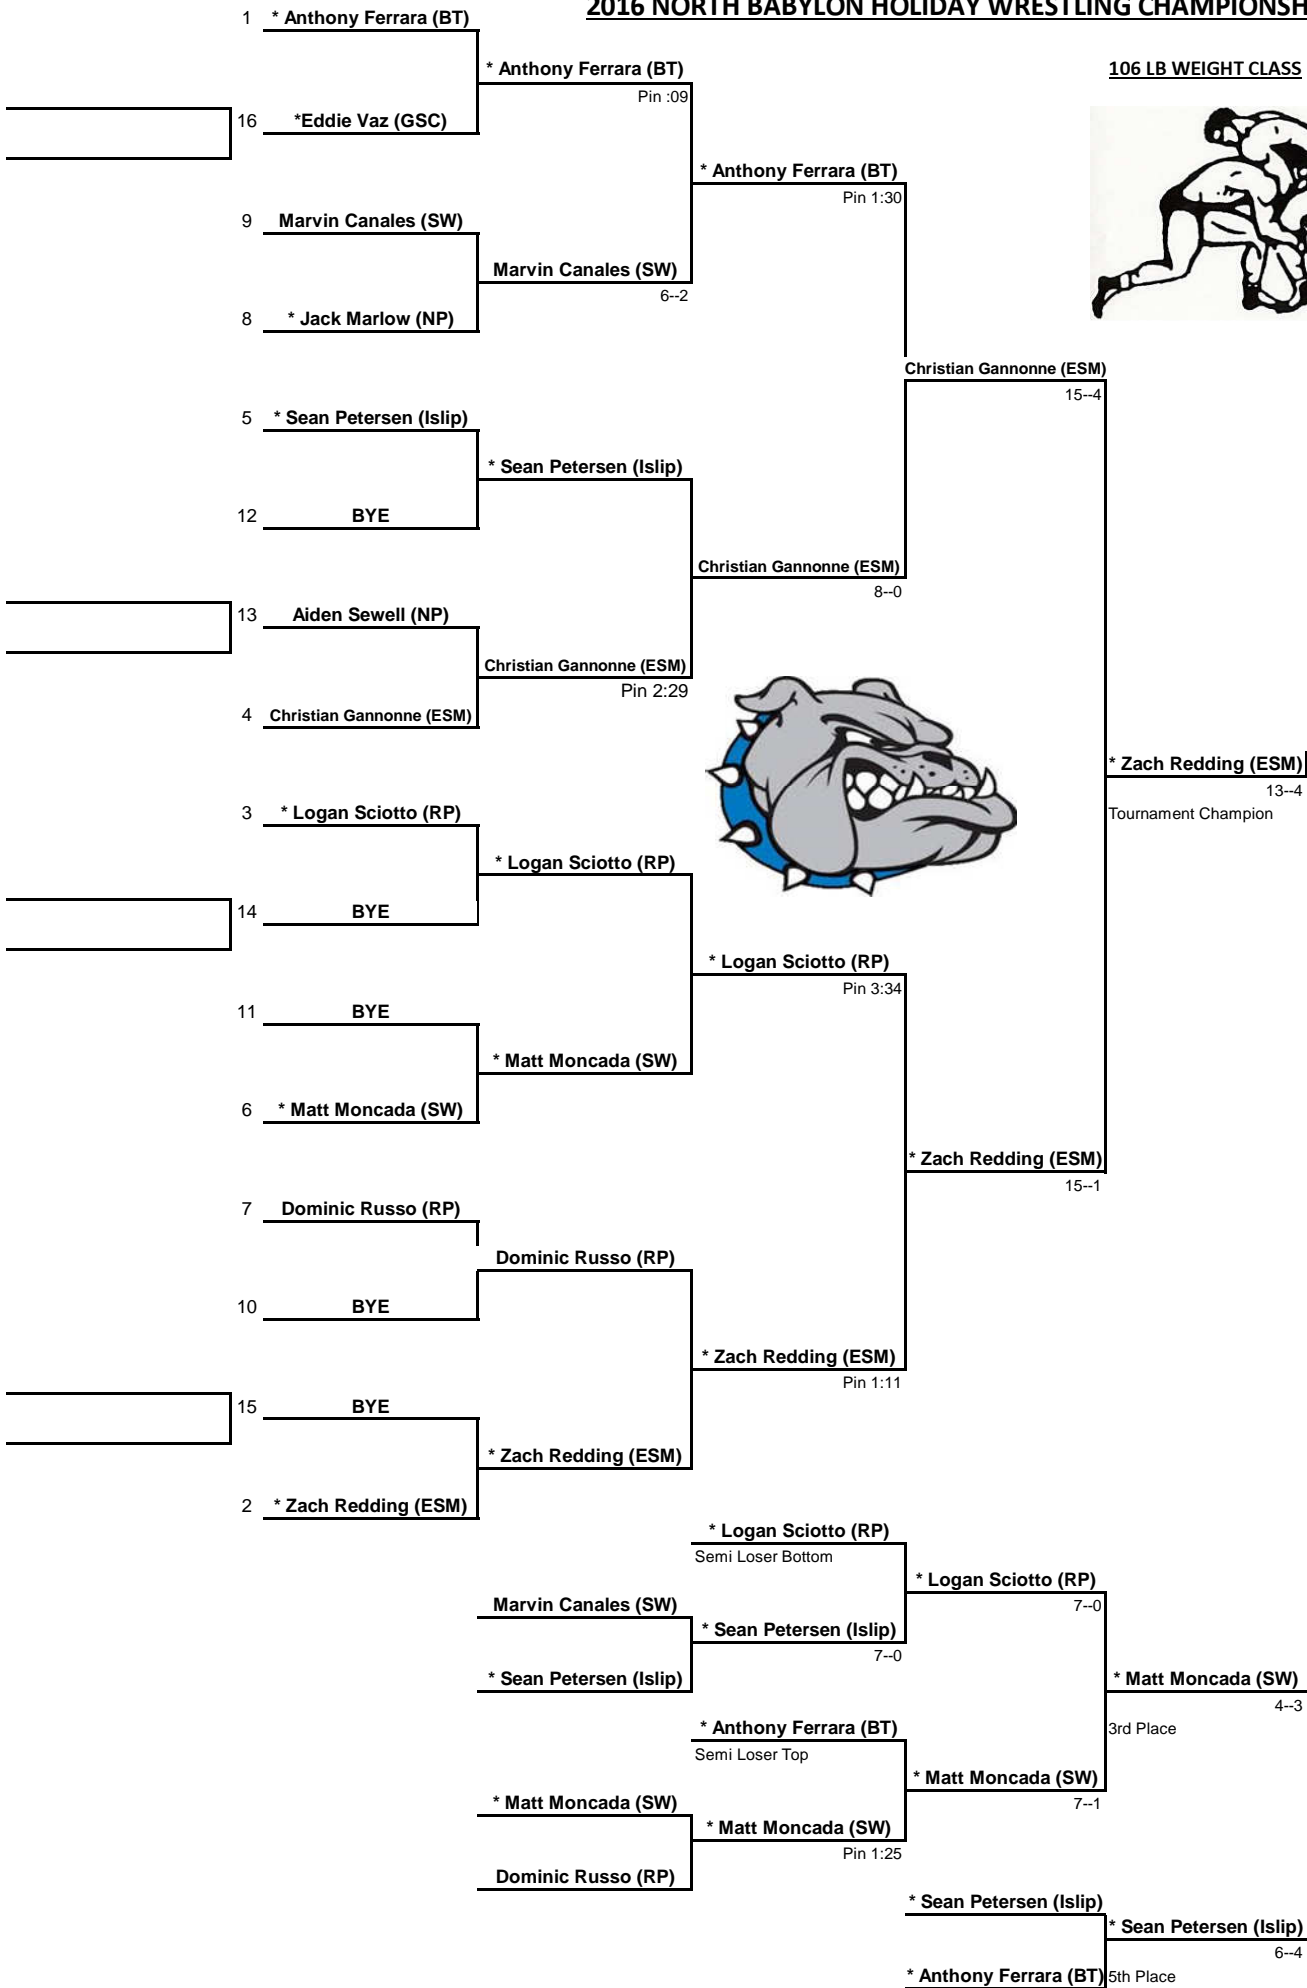 2016 NORTH BABYLON HOLIDAY WRESTLING CHAMPIONSH
106 LB WEIGHT CLASS
1 * Anthony Ferrara (BT)
* Anthony Ferrara (BT)
Pin :09
16 *Eddie Vaz (GSC)
* Anthony Ferrara (BT)
Pin 1:30
9 Marvin Canales (SW)
Marvin Canales (SW)
6--2
8 * Jack Marlow (NP)
Christian Gannonne (ESM)
15--4
5 * Sean Petersen (Islip)
* Sean Petersen (Islip)
12 BYE
Christian Gannonne (ESM)
8--0
13 Aiden Sewell (NP)
Christian Gannonne (ESM)
Pin 2:29
4 Christian Gannonne (ESM)
* Zach Redding (ESM)
13--4
Tournament Champion
3 * Logan Sciotto (RP)
* Logan Sciotto (RP)
14 BYE
* Logan Sciotto (RP)
Pin 3:34
11 BYE
* Matt Moncada (SW)
6 * Matt Moncada (SW)
* Zach Redding (ESM)
15--1
7 Dominic Russo (RP)
Dominic Russo (RP)
10 BYE
* Zach Redding (ESM)
Pin 1:11
15 BYE
* Zach Redding (ESM)
2 * Zach Redding (ESM)
* Logan Sciotto (RP)
Semi Loser Bottom
* Logan Sciotto (RP)
7--0
Marvin Canales (SW)
* Sean Petersen (Islip)
7--0
* Sean Petersen (Islip)
* Matt Moncada (SW)
4--3
3rd Place
* Anthony Ferrara (BT)
Semi Loser Top
* Matt Moncada (SW)
7--1
* Matt Moncada (SW)
* Matt Moncada (SW)
Pin 1:25
Dominic Russo (RP)
* Sean Petersen (Islip)
* Sean Petersen (Islip)
6--4
* Anthony Ferrara (BT)
5th Place